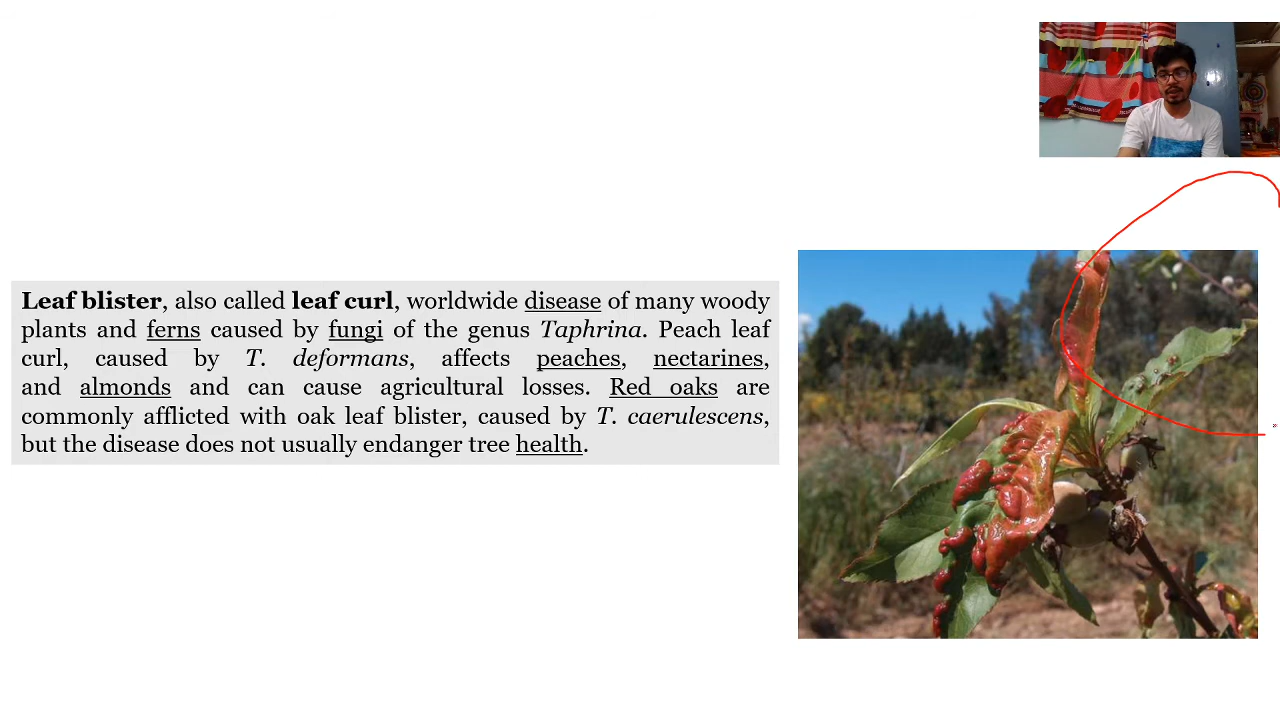 Leaf blister, also called leaf curl, worldwide disease of many woody
plants and ferns caused by fungi of the genus Taphrina. Peach leaf
curl, caused by T. deformans, affects peaches, nectarines,
and almonds and can cause agricultural losses. Red oaks are
commonly afflicted with oak leaf blister, caused by T. caerulescens,
but the disease does not usually endanger tree health.